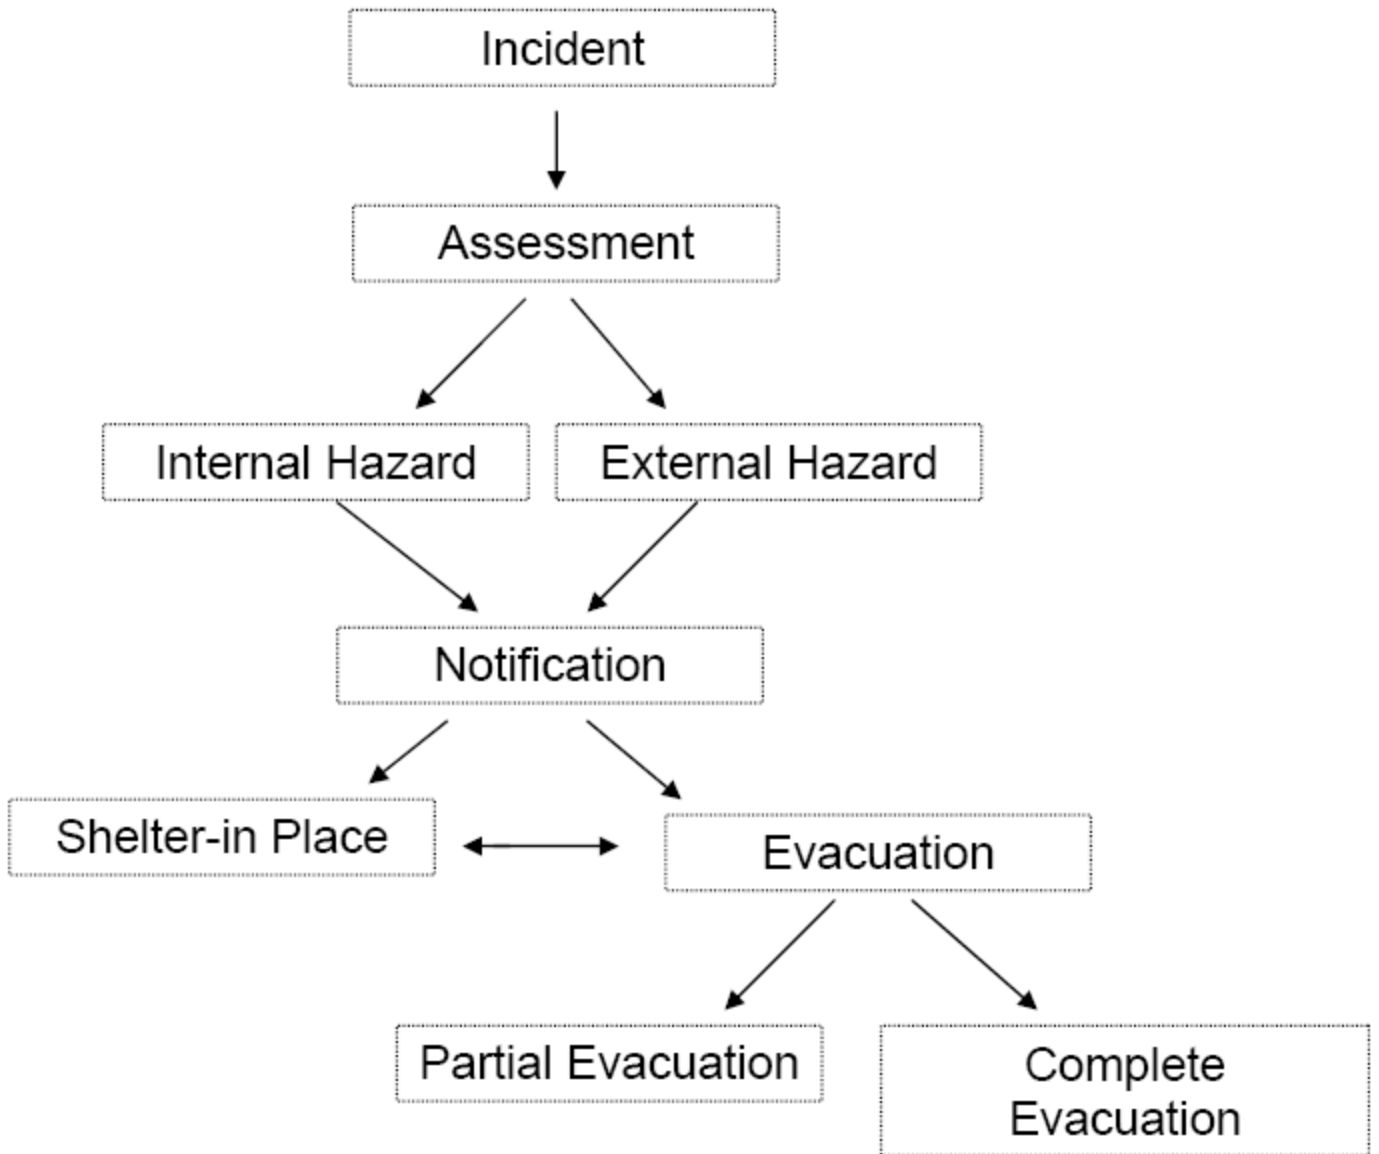 Incident
Assessment
Internal Hazard
External Hazard
Notification
Shelter-in Place
Evacuation
Partial Evacuation
Complete
Evacuation